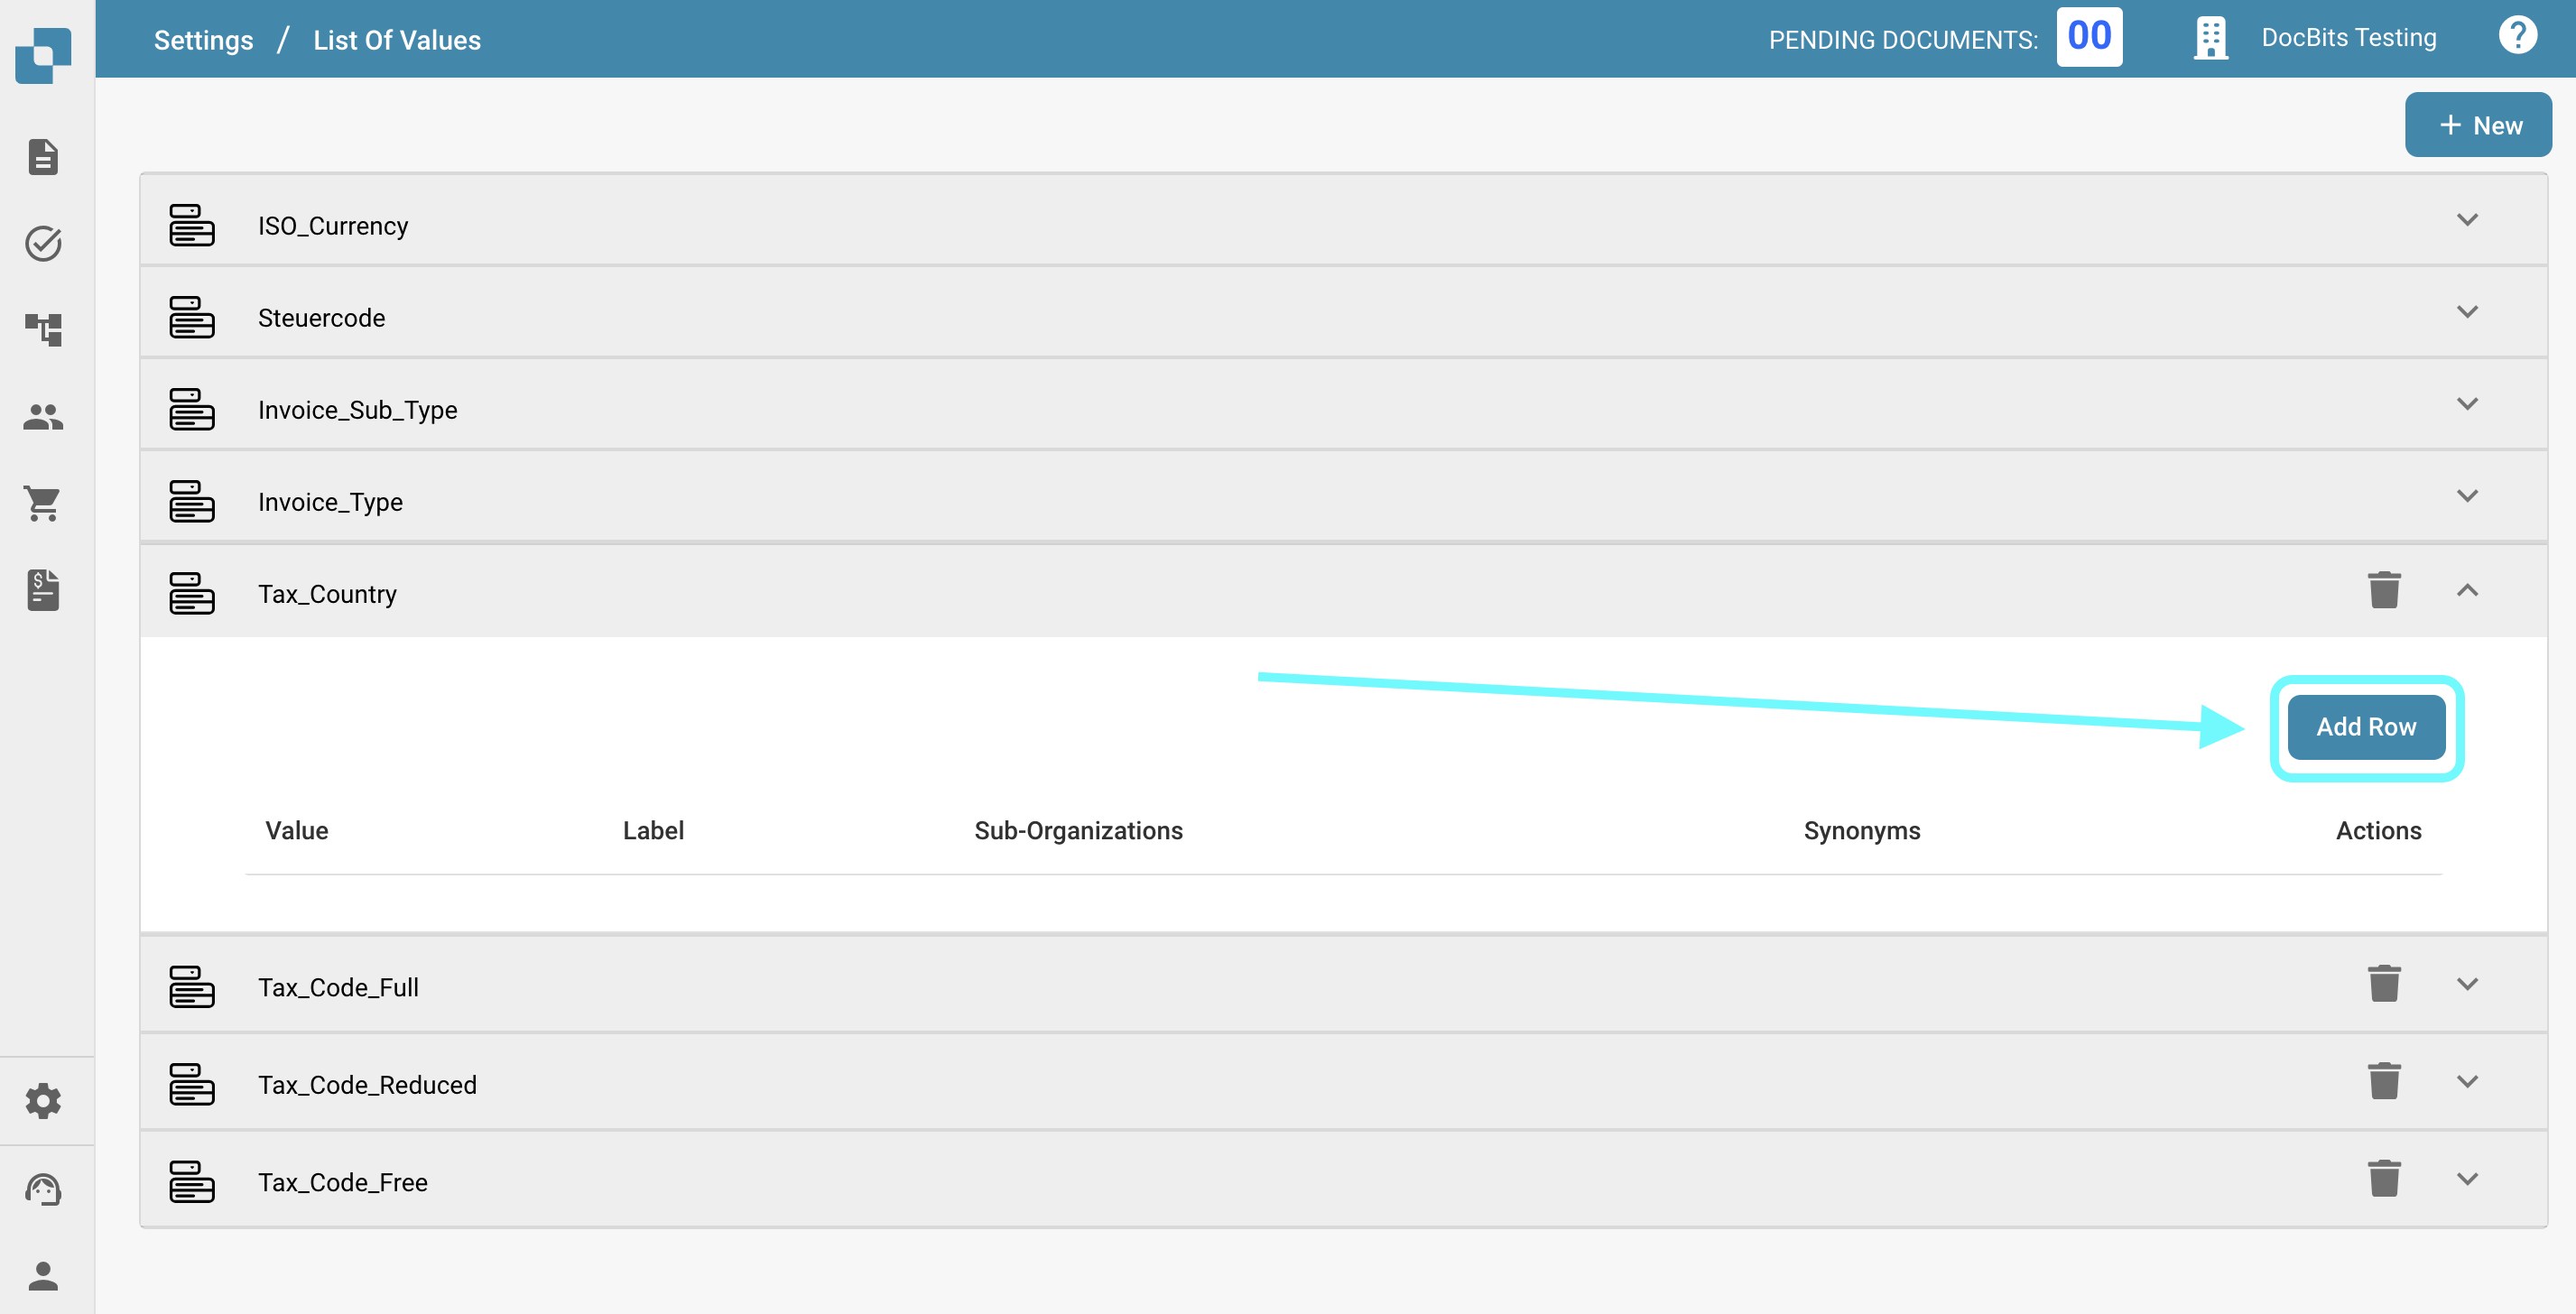 Settings / List Of Values
PENDING DOCUMENTS: 00
DocBits Testing
?
+ New
ISO_Currency
Steuercode
Invoice_Sub_Type
Invoice_Type
Tax_Country
Add Row
Value Label Sub-Organizations Synonyms Actions
Tax_Code_Full
Tax_Code_Reduced
Tax_Code_Free